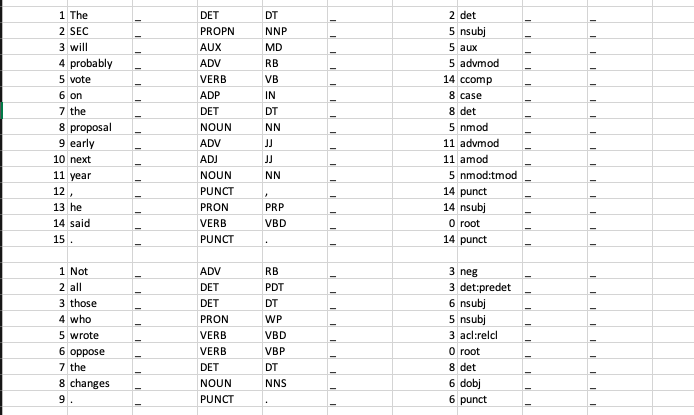 1 The _ DET DT _ 2 det _ _
2 SEC _ PROPN NNP _ 5 nsubj _ _
3 will _ AUX MD _ 5 aux _ _
4 probably _ ADV RB _ 5 advmod _ _
5 vote _ VERB VB _ 14 ccomp _ _
6 on _ ADP IN _ 8 case _ _
7 the _ DET DT _ 8 det _ _
8 proposal _ NOUN NN _ 5 nmod _ _
9 early _ ADV JJ _ 11 advmod _ _
10 next _ ADJ JJ _ 11 amod _ _
11 year _ NOUN NN _ 5 nmod:tmod _ _
12 , _ PUNCT , _ 14 punct _ _
13 he _ PRON PRP _ 14 nsubj _ _
14 said _ VERB VBD _ 0 root _ _
15 . _ PUNCT . _ 14 punct _ _
1 Not _ ADV RB _ 3 neg _ _
2 all _ DET PDT _ 3 det:predet _ _
3 those _ DET DT _ 6 nsubj _ _
4 who _ PRON WP _ 5 nsubj _ _
5 wrote _ VERB VBD _ 3 acl:relcl _ _
6 oppose _ VERB VBP _ 0 root _ _
7 the _ DET DT _ 8 det _ _
8 changes _ NOUN NNS _ 6 dobj _ _
9 . _ PUNCT . _ 6 punct _ _